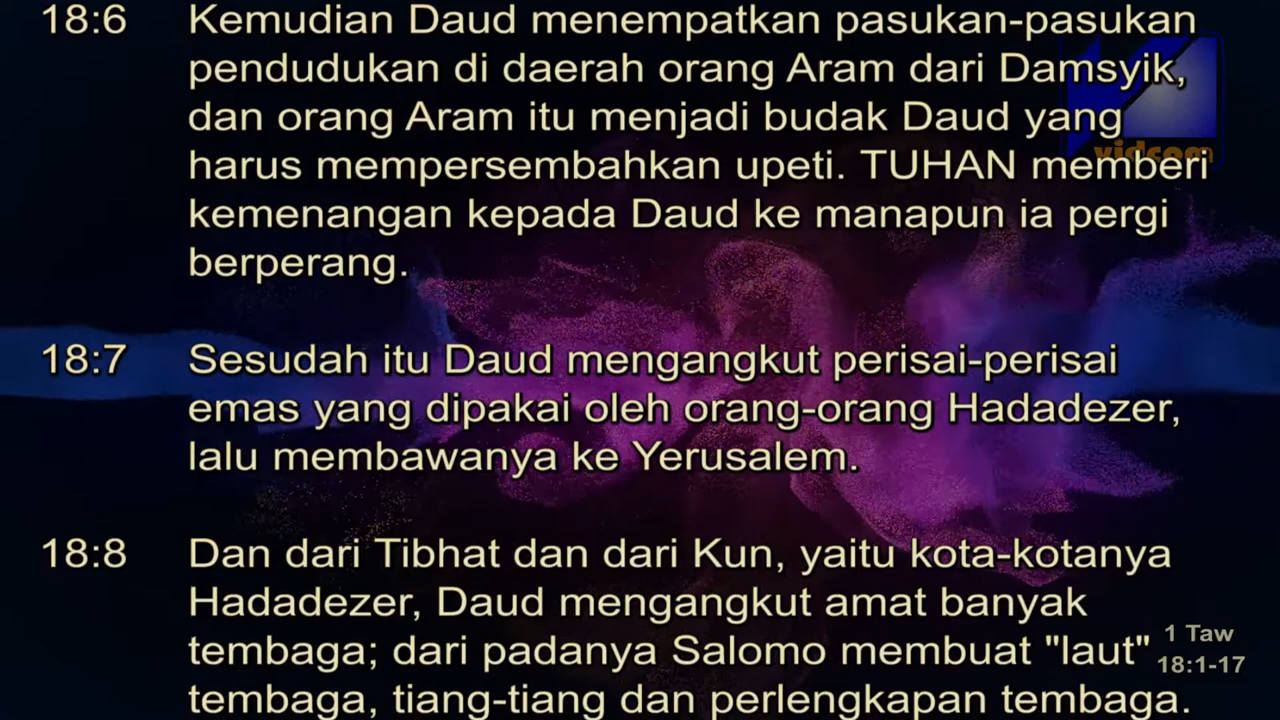 18:6 Kemudian Daud menempatkan pasukan-pasukan
pendudukan di daerah orang Aram dari Damsyik,
dan orang Aram itu menjadi budak Daud yang
harus mempersembahkan upeti. TUHAN memberi
kemenangan kepada Daud ke manapun ia pergi
berperang.
vidcom
18:7 Sesudah itu Daud mengangkut perisai-perisai
emas yang dipakai oleh orang-orang Hadadezer,
lalu membawanya ke Yerusalem.
18:8 Dan dari Tibhat dan dari Kun, yaitu kota-kotanya
Hadadezer, Daud mengangkut amat banyak
tembaga; dari padanya Salomo membuat "laut"
tembaga, tiang-tiang dan perlengkapan tembaga.
1 Taw
18:1-17